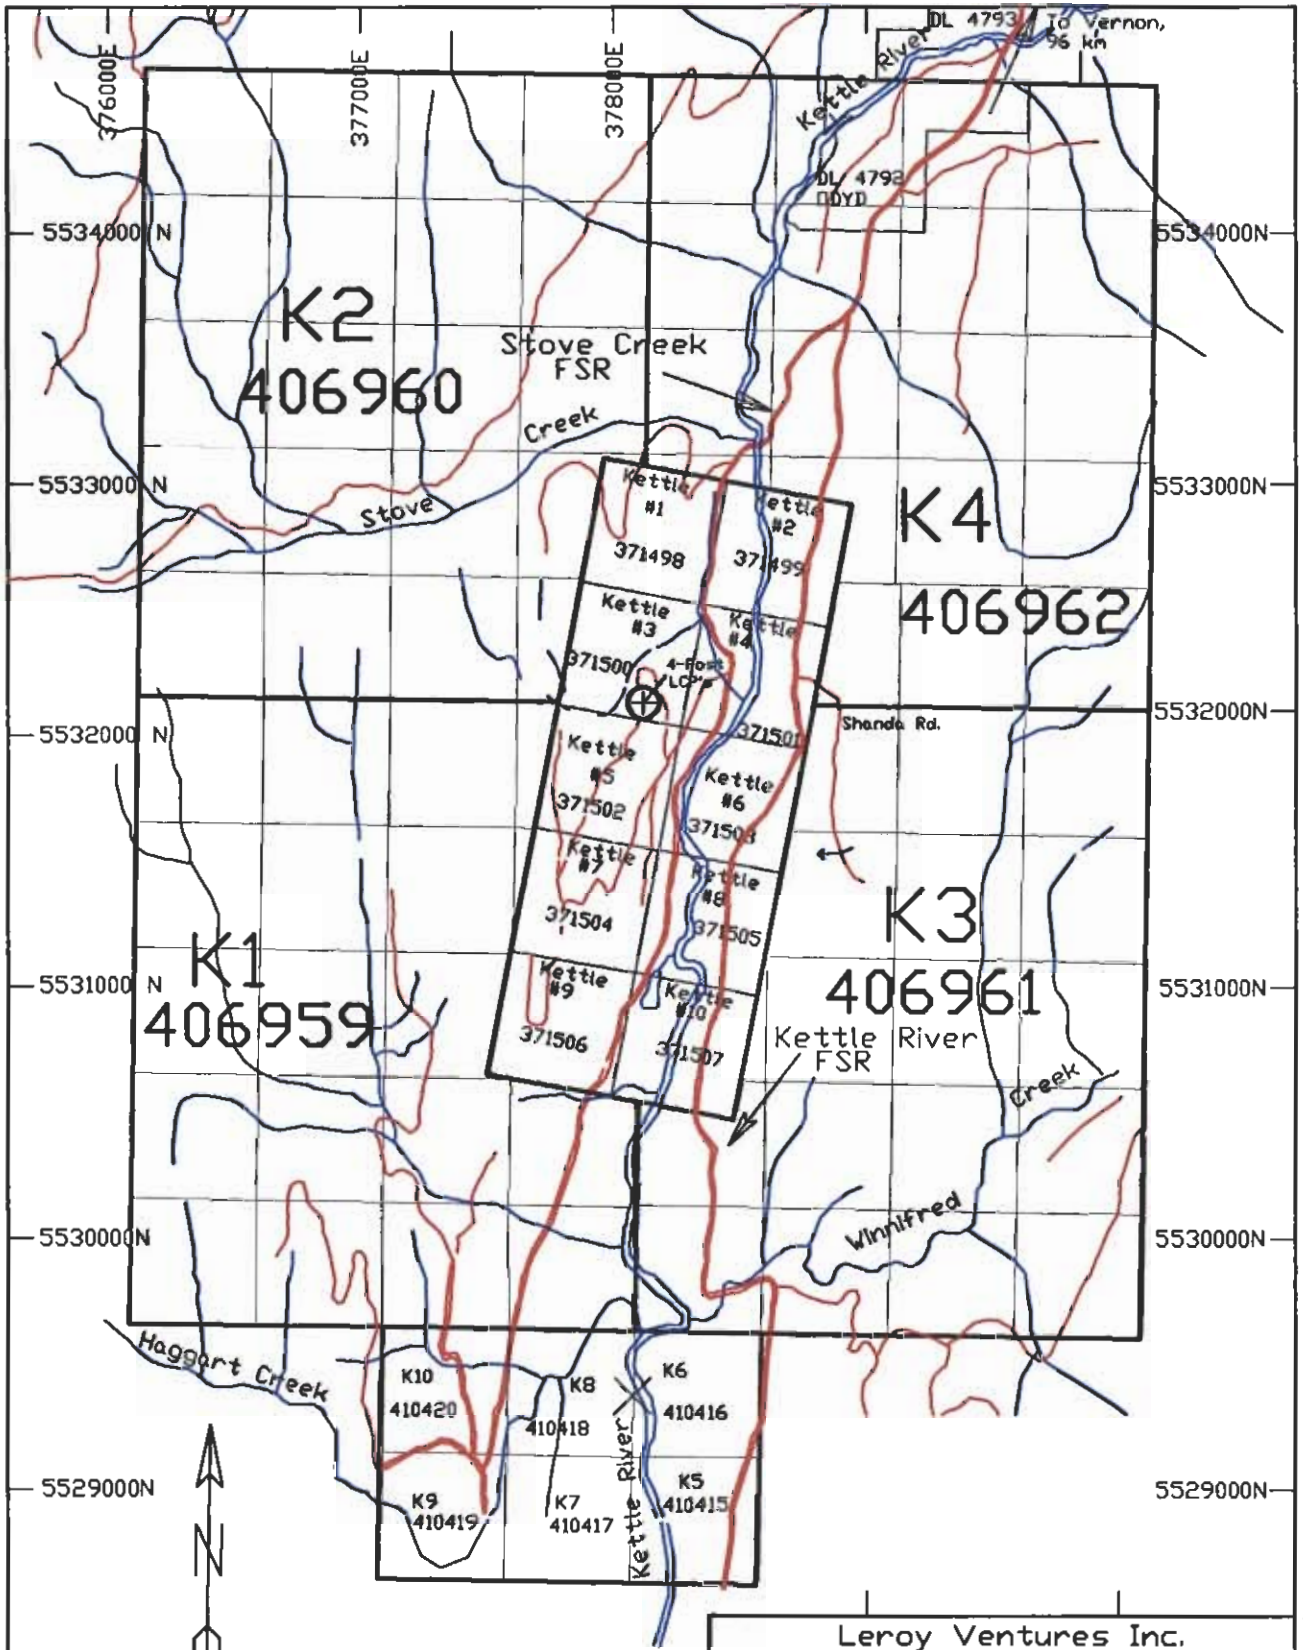 DL 4793
To Vernon,
96 km
376000E
377000E
378000E
Kettle River
DL 4792
5534000 N
5534000N
K2
406960
Stove Creek
FSR
Creek
Stove
5533000 N
5533000N
Kettle
#1
371498
Kettle
#2
371499
K4
406962
Kettle
#3
371500
Kettle
#4
4-Post
LCP's
371501
5532000 N
5532000N
Shanda Rd.
Kettle
#5
371502
Kettle
#6
371503
Kettle
#7
371504
Kettle
#8
371505
K3
406961
K1
406959
5531000 N
5531000N
Kettle
#9
371506
Kettle
#10
371507
Kettle River
FSR
Creek
Winnifred
5530000N
5530000N
Haggart Creek
K10
410420
K8
410418
K6
410416
K9
410419
K7
410417
K5
410415
Kettle River
5529000N
5529000N
N
Leroy Ventures Inc.